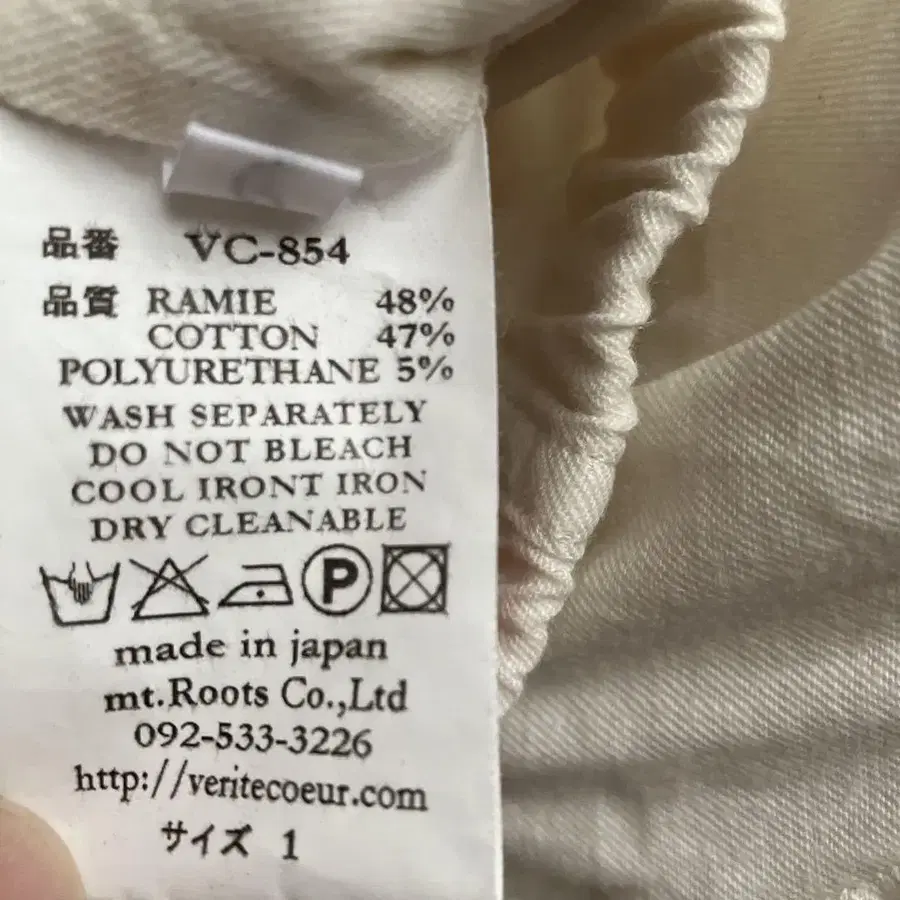 品番 VC-854
品質 RAMIE 48%
COTTON 47%
POLYURETHANE 5%
WASH SEPARATELY
DO NOT BLEACH
COOL IRONT IRON
DRY CLEANABLE
P
made in japan
mt.Roots Co.,Ltd
092-533-3226
http://veritecoeur.com
サイズ 1